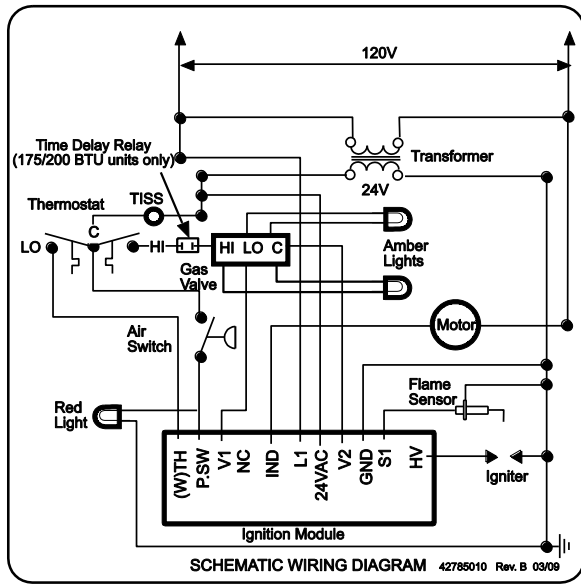 120V
Time Delay Relay
(175/200 BTU units only)
Transformer
24V
TISS
Thermostat
C
LO
HI
HI LO C
Gas
Valve
Amber
Lights
Air
Switch
Motor
Red
Light
Flame
Sensor
(W)TH
P.SW
V1
NC
IND
L1
24VAC
V2
GND
S1
HV
Igniter
Ignition Module
SCHEMATIC WIRING DIAGRAM 42785010 Rev. B 03/09